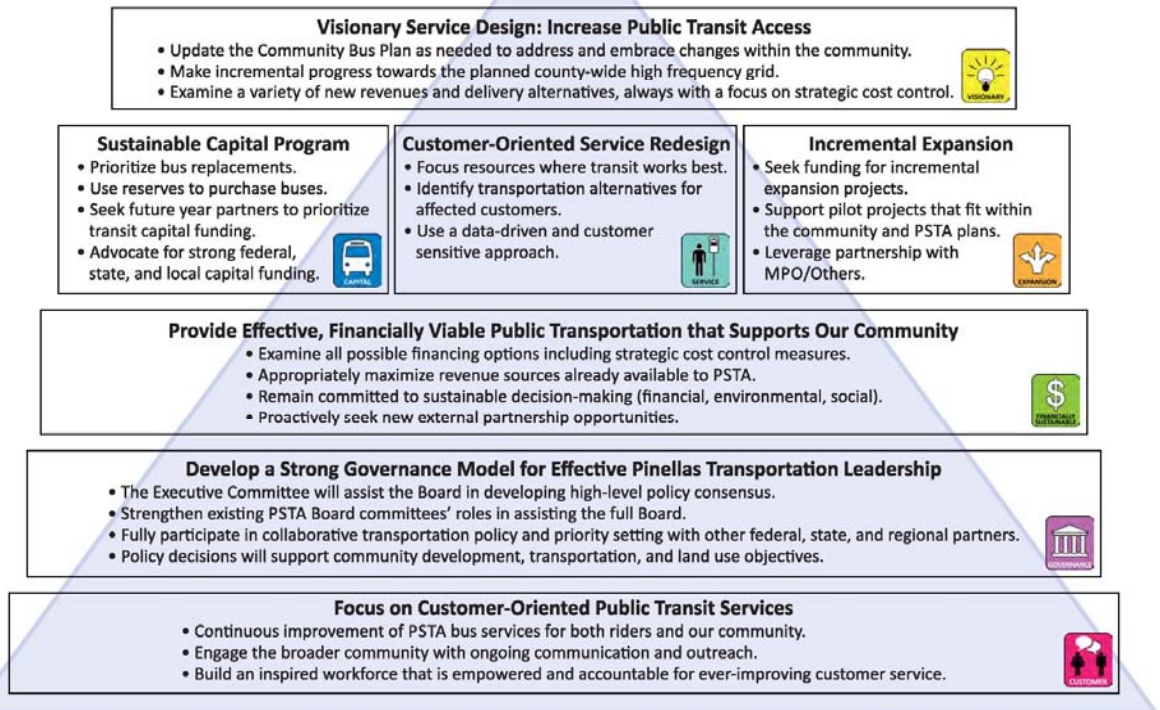 Visionary Service Design: Increase Public Transit Access
• Update the Community Bus Plan as needed to address and embrace changes within the community.
• Make incremental progress towards the planned county-wide high frequency grid.
• Examine a variety of new revenues and delivery alternatives, always with a focus on strategic cost control.
VISIONARY
Sustainable Capital Program
• Prioritize bus replacements.
• Use reserves to purchase buses.
• Seek future year partners to prioritize
transit capital funding.
• Advocate for strong federal,
state, and local capital funding.
CAPITAL
Customer-Oriented Service Redesign
• Focus resources where transit works best.
• Identify transportation alternatives for
affected customers.
• Use a data-driven and customer
sensitive approach.
SERVICE
Incremental Expansion
• Seek funding for incremental
expansion projects.
• Support pilot projects that fit within
the community and PSTA plans.
• Leverage partnership with
MPO/Others.
EXPANSION
Provide Effective, Financially Viable Public Transportation that Supports Our Community
• Examine all possible financing options including strategic cost control measures.
• Appropriately maximize revenue sources already available to PSTA.
• Remain committed to sustainable decision-making (financial, environmental, social).
• Proactively seek new external partnership opportunities.
$
FINANCIALLY
SUSTAINABLE
Develop a Strong Governance Model for Effective Pinellas Transportation Leadership
• The Executive Committee will assist the Board in developing high-level policy consensus.
• Strengthen existing PSTA Board committees' roles in assisting the full Board.
• Fully participate in collaborative transportation policy and priority setting with other federal, state, and regional partners.
• Policy decisions will support community development, transportation, and land use objectives.
GOVERNANCE
Focus on Customer-Oriented Public Transit Services
• Continuous improvement of PSTA bus services for both riders and our community.
• Engage the broader community with ongoing communication and outreach.
• Build an inspired workforce that is empowered and accountable for ever-improving customer service.
CUSTOMER